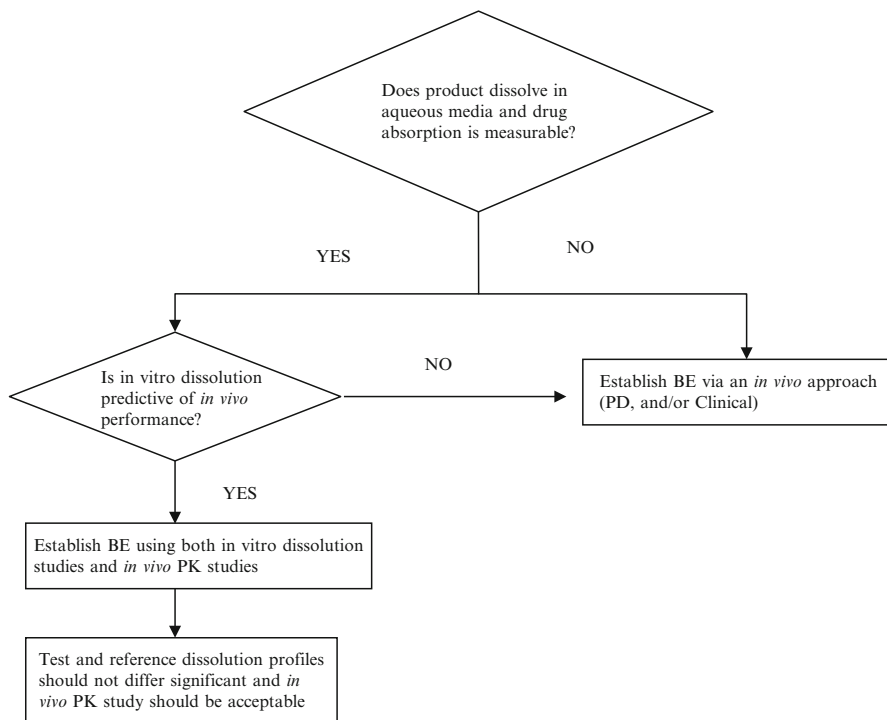 Does product dissolve in
aqueous media and drug
absorption is measurable?
YES
NO
Is in vitro dissolution
predictive of in vivo
performance?
NO
Establish BE via an in vivo approach
(PD, and/or Clinical)
YES
Establish BE using both in vitro dissolution
studies and in vivo PK studies
Test and reference dissolution profiles
should not differ significant and in
vivo PK study should be acceptable